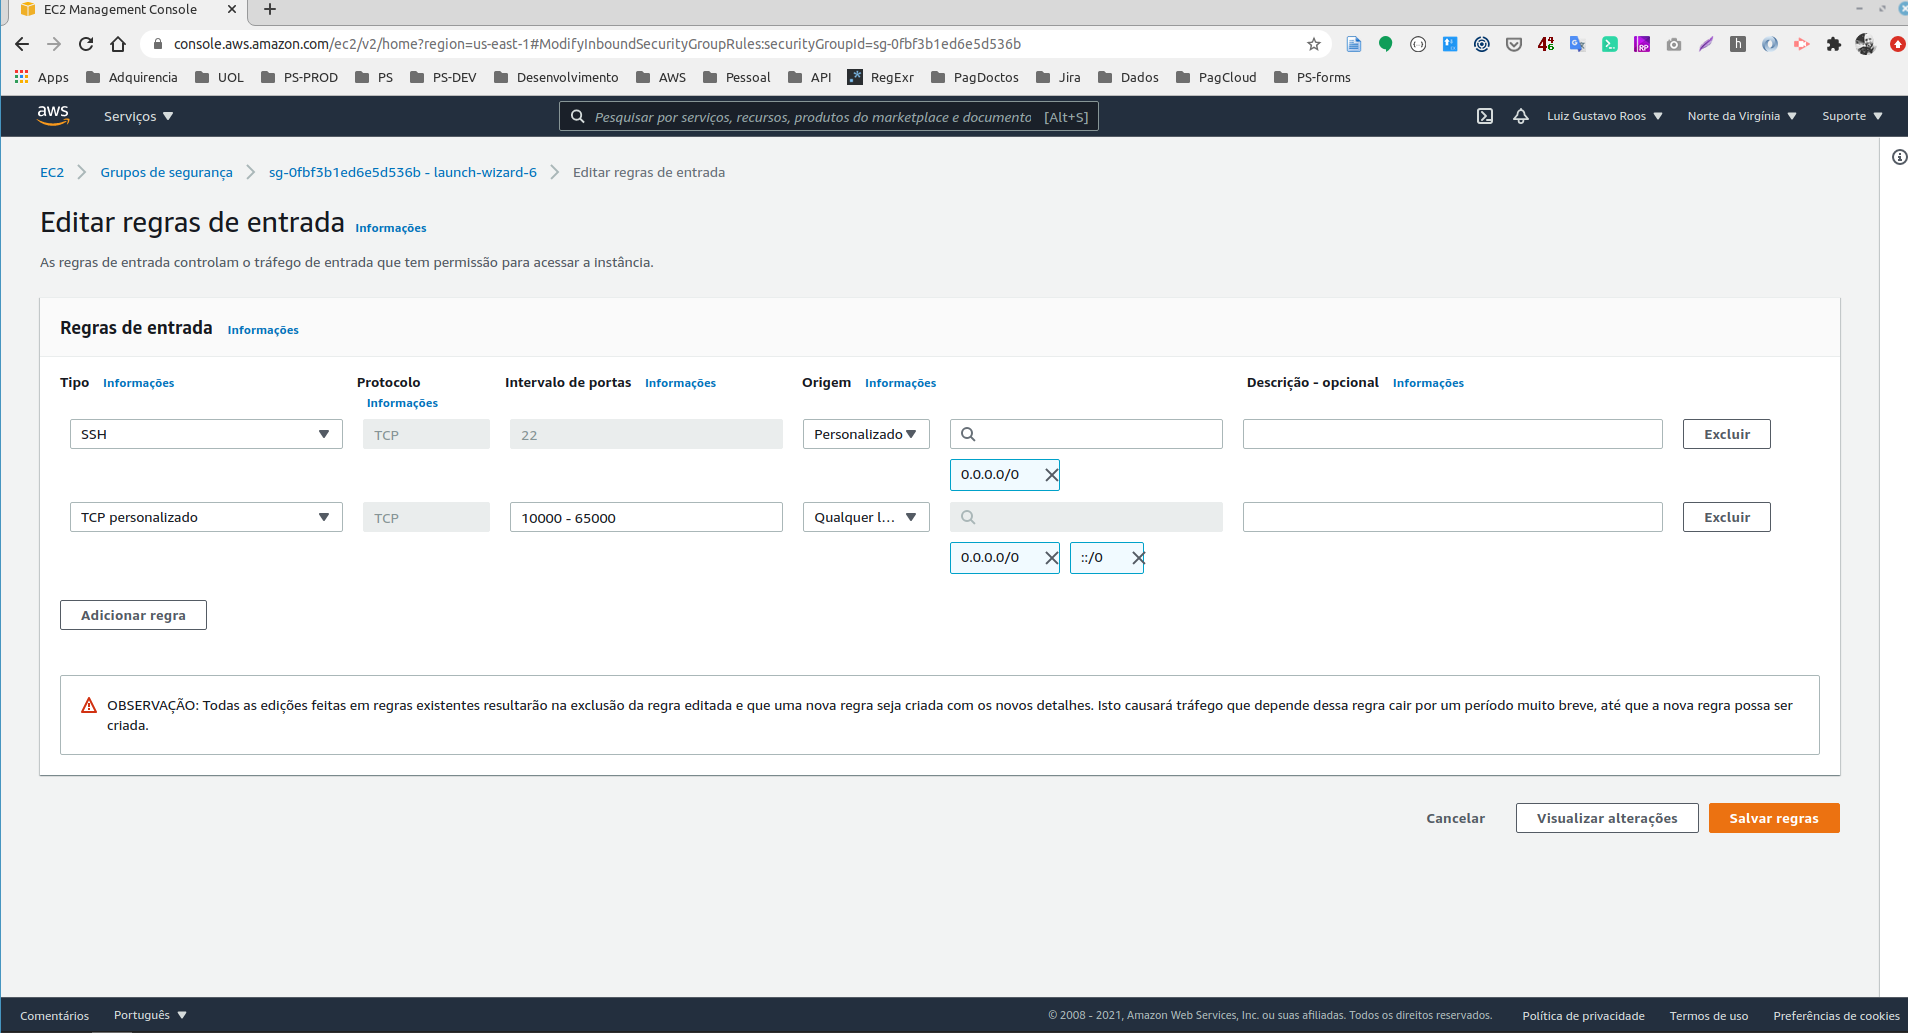 EC2 Management Console
console.aws.amazon.com/ec2/v2/home?region=us-east-1#ModifyInboundSecurityGroupRules:securityGroupId=sg-0fbf3b1ed6e5d536b
Apps Adquirencia UOL PS-PROD PS PS-DEV Desenvolvimento AWS Pessoal API RegExr PagDoctos Jira Dados PagCloud PS-forms
aws Serviços Pesquisar por serviços, recursos, produtos do marketplace e documento [Alt+S] Luiz Gustavo Roos Norte da Virgínia Suporte
EC2 Grupos de segurança sg-0fbf3b1ed6e5d536b - launch-wizard-6 Editar regras de entrada
Editar regras de entrada Informações
As regras de entrada controlam o tráfego de entrada que tem permissão para acessar a instância.
Regras de entrada Informações
Tipo Informações Protocolo Intervalo de portas Informações Origem Informações Descrição - opcional Informações
Informações
SSH TCP 22 Personalizado Excluir
0.0.0.0/0
TCP personalizado TCP 10000 - 65000 Qualquer l... Excluir
0.0.0.0/0 ::/0
Adicionar regra
OBSERVAÇÃO: Todas as edições feitas em regras existentes resultarão na exclusão da regra editada e que uma nova regra seja criada com os novos detalhes. Isto causará tráfego que depende dessa regra cair por um período muito breve, até que a nova regra possa ser
criada.
Cancelar Visualizar alterações Salvar regras
Comentários Português © 2008 - 2021, Amazon Web Services, Inc. ou suas afiliadas. Todos os direitos reservados. Política de privacidade Termos de uso Preferências de cookies